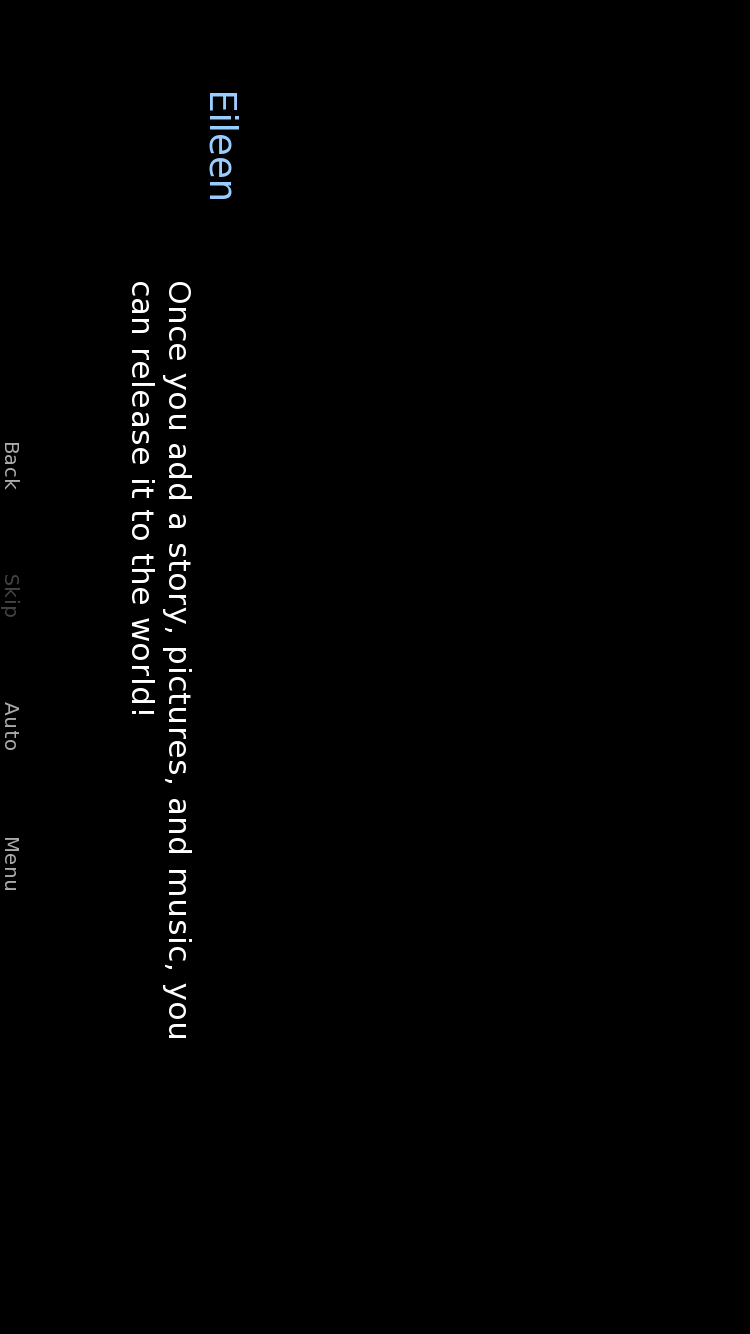 Eileen
Once you add a story, pictures, and music, you
can release it to the world!
Back
Skip
Auto
Menu